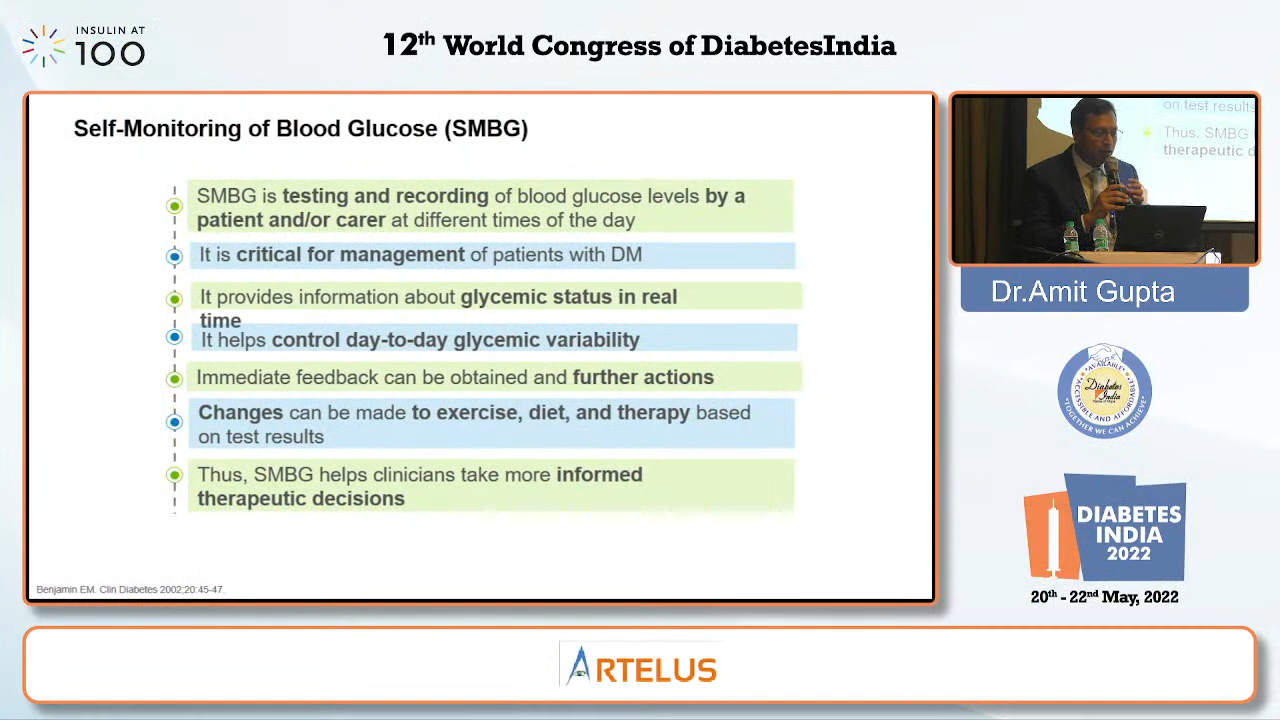 INSULIN AT
100
12th World Congress of DiabetesIndia
Self-Monitoring of Blood Glucose (SMBG)
SMBG is testing and recording of blood glucose levels by a
patient and/or carer at different times of the day
It is critical for management of patients with DM
It provides information about glycemic status in real
time
It helps control day-to-day glycemic variability
Immediate feedback can be obtained and further actions
Changes can be made to exercise, diet, and therapy based
on test results
Thus, SMBG helps clinicians take more informed
therapeutic decisions
Benjamin EM. Clin Diabetes 2002;20:45-47.
on test results
Thus, SMBG
therapeutic d
Dr.Amit Gupta
AVAILABLE
ACCESSIBLE AND AFFORDABLE
Diabetes
India
"TOGETHER WE CAN ACHIEVE"
DIABETES
INDIA
2022
20th - 22nd May, 2022
ARTELUS